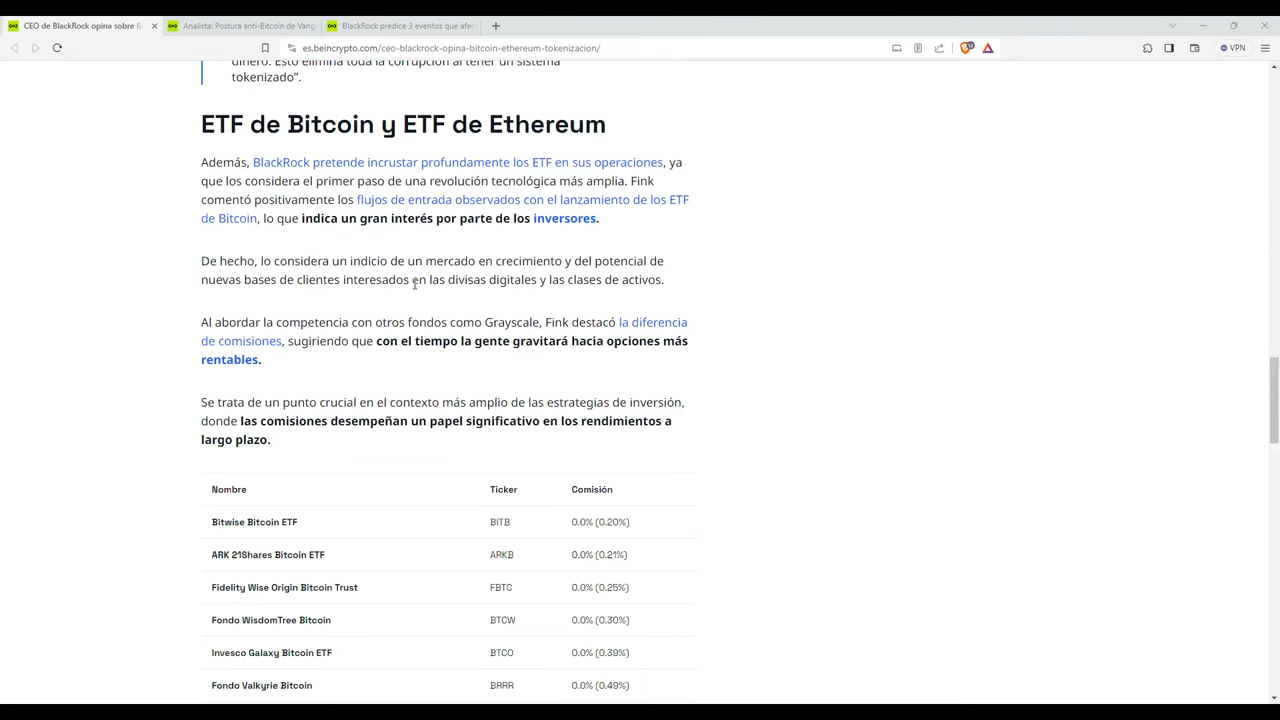 CEO de BlackRock opina sobre B
Analista: Postura anti-Bitcoin de Vang
BlackRock predice 3 eventos que afec
es.beincrypto.com/ceo-blackrock-opina-bitcoin-ethereum-tokenizacion/
VPN
dinero. Esto elimina toda la corrupción al tener un sistema
tokenizado”.
ETF de Bitcoin y ETF de Ethereum
Además, BlackRock pretende incrustar profundamente los ETF en sus operaciones, ya
que los considera el primer paso de una revolución tecnológica más amplia. Fink
comentó positivamente los flujos de entrada observados con el lanzamiento de los ETF
de Bitcoin, lo que indica un gran interés por parte de los inversores.
De hecho, lo considera un indicio de un mercado en crecimiento y del potencial de
nuevas bases de clientes interesados en las divisas digitales y las clases de activos.
Al abordar la competencia con otros fondos como Grayscale, Fink destacó la diferencia
de comisiones, sugiriendo que con el tiempo la gente gravitará hacia opciones más
rentables.
Se trata de un punto crucial en el contexto más amplio de las estrategias de inversión,
donde las comisiones desempeñan un papel significativo en los rendimientos a
largo plazo.
Nombre Ticker Comisión
Bitwise Bitcoin ETF BITB 0.0% (0.20%)
ARK 21Shares Bitcoin ETF ARKB 0.0% (0.21%)
Fidelity Wise Origin Bitcoin Trust FBTC 0.0% (0.25%)
Fondo WisdomTree Bitcoin BTCW 0.0% (0.30%)
Invesco Galaxy Bitcoin ETF BTCO 0.0% (0.39%)
Fondo Valkyrie Bitcoin BRRR 0.0% (0.49%)